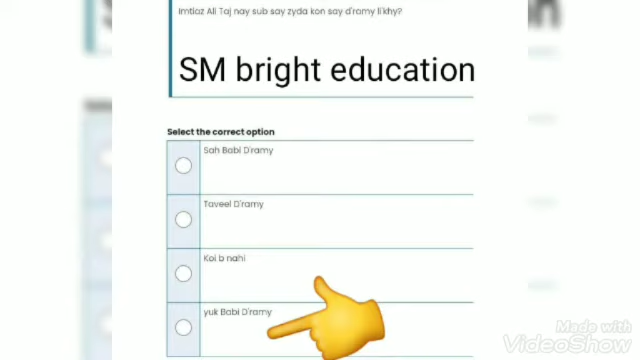 Imtiaz Ali Taj nay sub say zyda kon say d'ramy li'khy?
SM bright education
Select the correct option
Sah Babi D'ramy
Taveel D'ramy
Koi b nahi
yuk Babi D'ramy
Made with
VideoShow